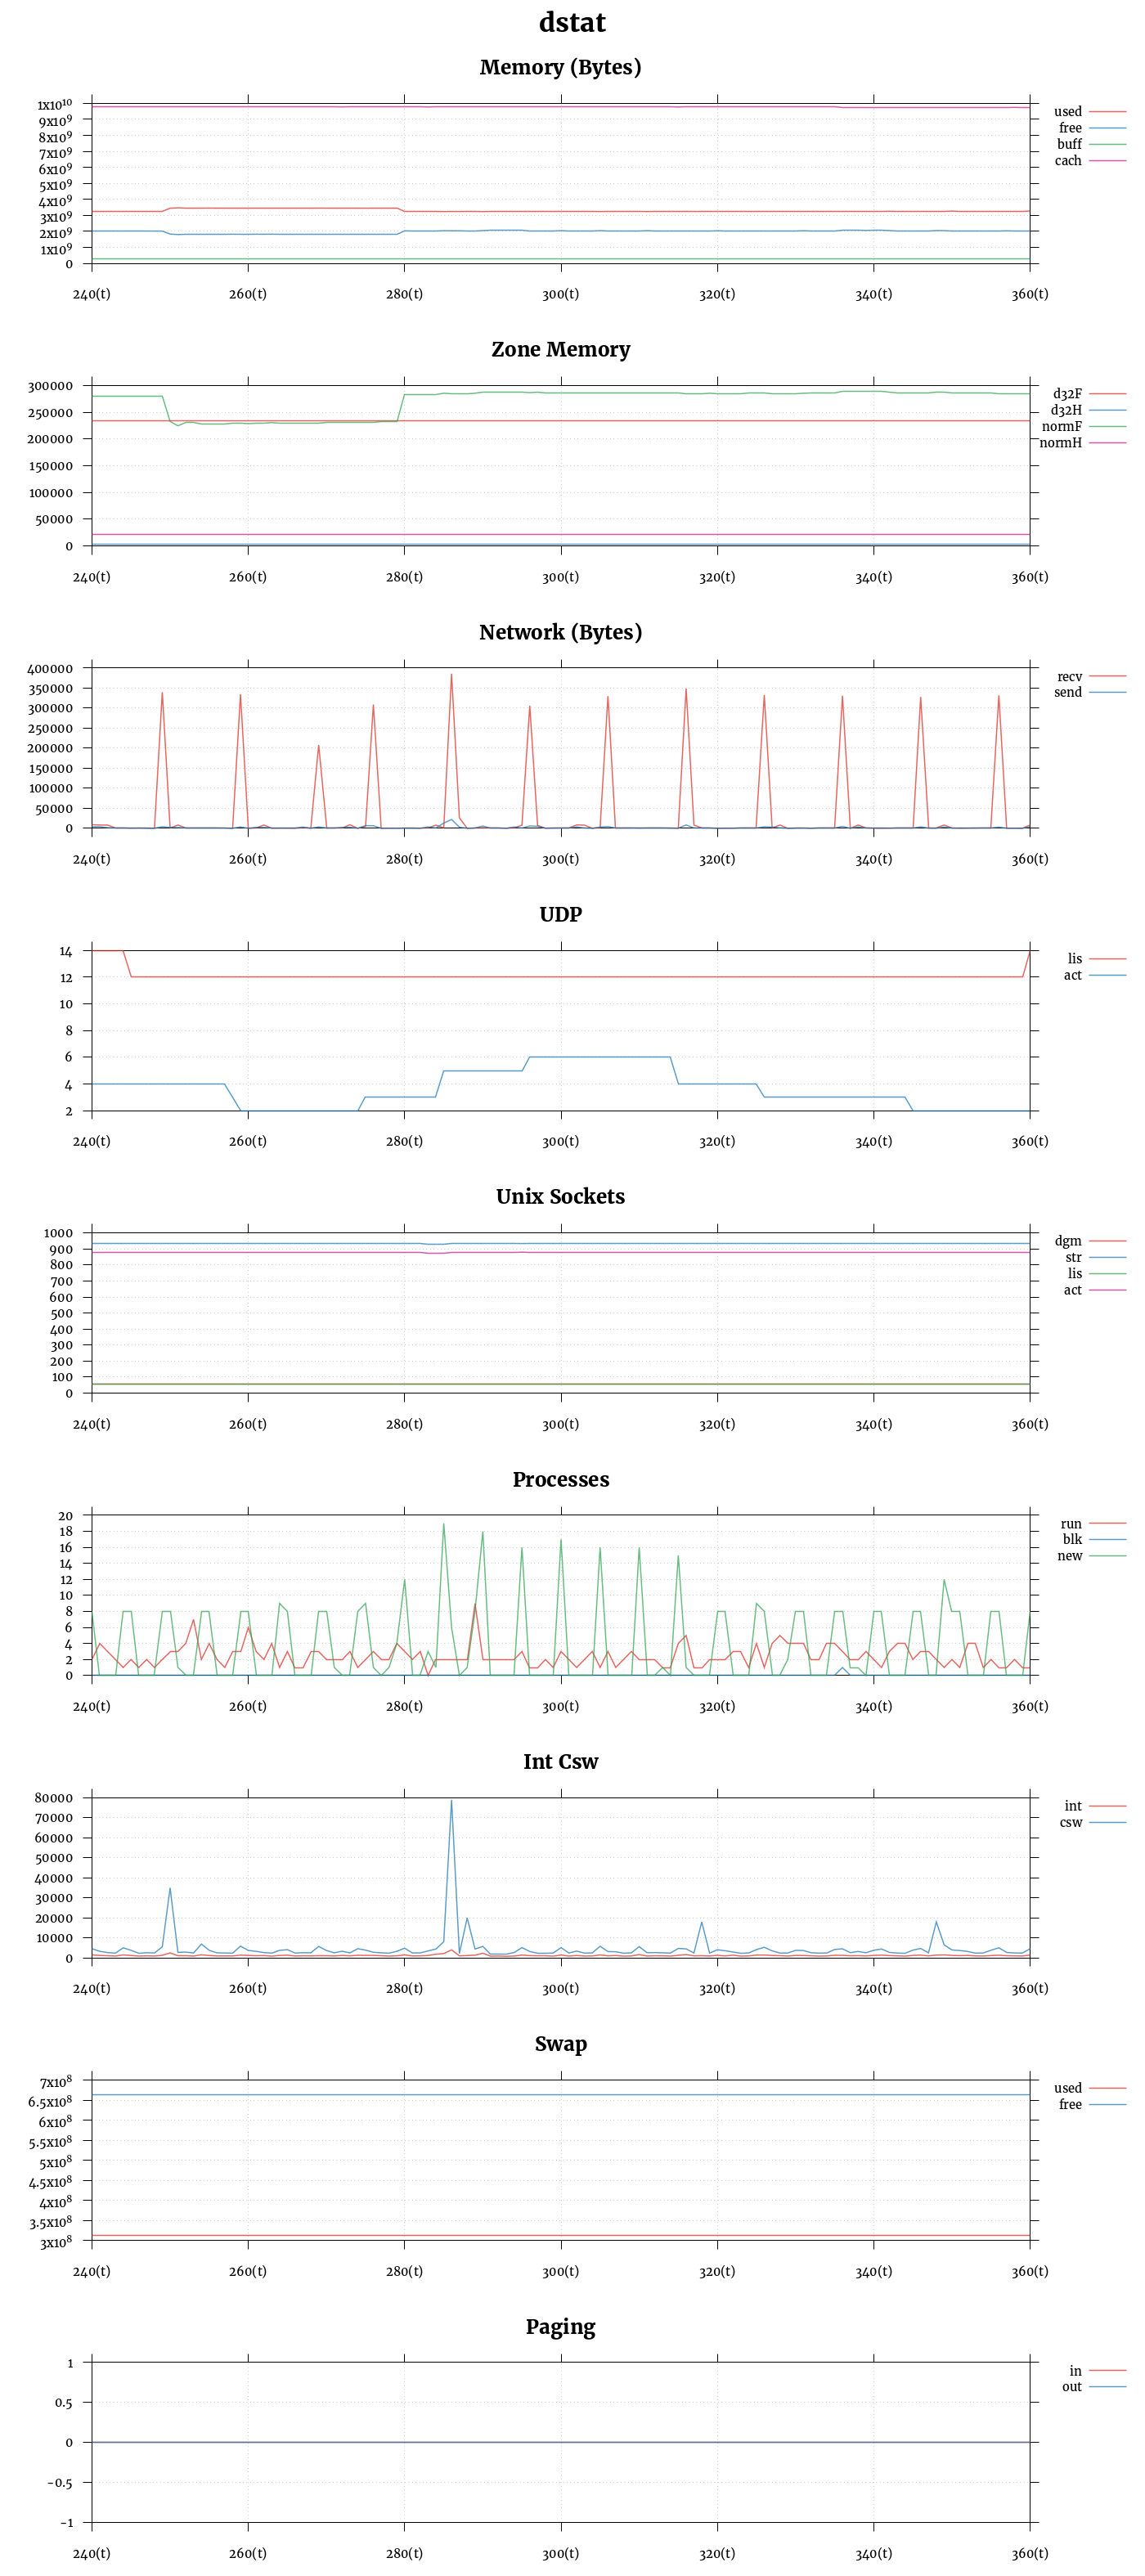 dstat
Memory (Bytes)
1x10¹⁰
9x10⁹
8x10⁹
7x10⁹
6x10⁹
5x10⁹
4x10⁹
3x10⁹
2x10⁹
1x10⁹
0
240(t) 260(t) 280(t) 300(t) 320(t) 340(t) 360(t)
used
free
buff
cach
Zone Memory
300000
250000
200000
150000
100000
50000
0
240(t) 260(t) 280(t) 300(t) 320(t) 340(t) 360(t)
d32F
d32H
normF
normH
Network (Bytes)
400000
350000
300000
250000
200000
150000
100000
50000
0
240(t) 260(t) 280(t) 300(t) 320(t) 340(t) 360(t)
recv
send
UDP
14
12
10
8
6
4
2
240(t) 260(t) 280(t) 300(t) 320(t) 340(t) 360(t)
lis
act
Unix Sockets
1000
900
800
700
600
500
400
300
200
100
0
240(t) 260(t) 280(t) 300(t) 320(t) 340(t) 360(t)
dgm
str
lis
act
Processes
20
18
16
14
12
10
8
6
4
2
0
240(t) 260(t) 280(t) 300(t) 320(t) 340(t) 360(t)
run
blk
new
Int Csw
80000
70000
60000
50000
40000
30000
20000
10000
0
240(t) 260(t) 280(t) 300(t) 320(t) 340(t) 360(t)
int
csw
Swap
7x10⁸
6.5x10⁸
6x10⁸
5.5x10⁸
5x10⁸
4.5x10⁸
4x10⁸
3.5x10⁸
3x10⁸
240(t) 260(t) 280(t) 300(t) 320(t) 340(t) 360(t)
used
free
Paging
1
0.5
0
-0.5
-1
240(t) 260(t) 280(t) 300(t) 320(t) 340(t) 360(t)
in
out